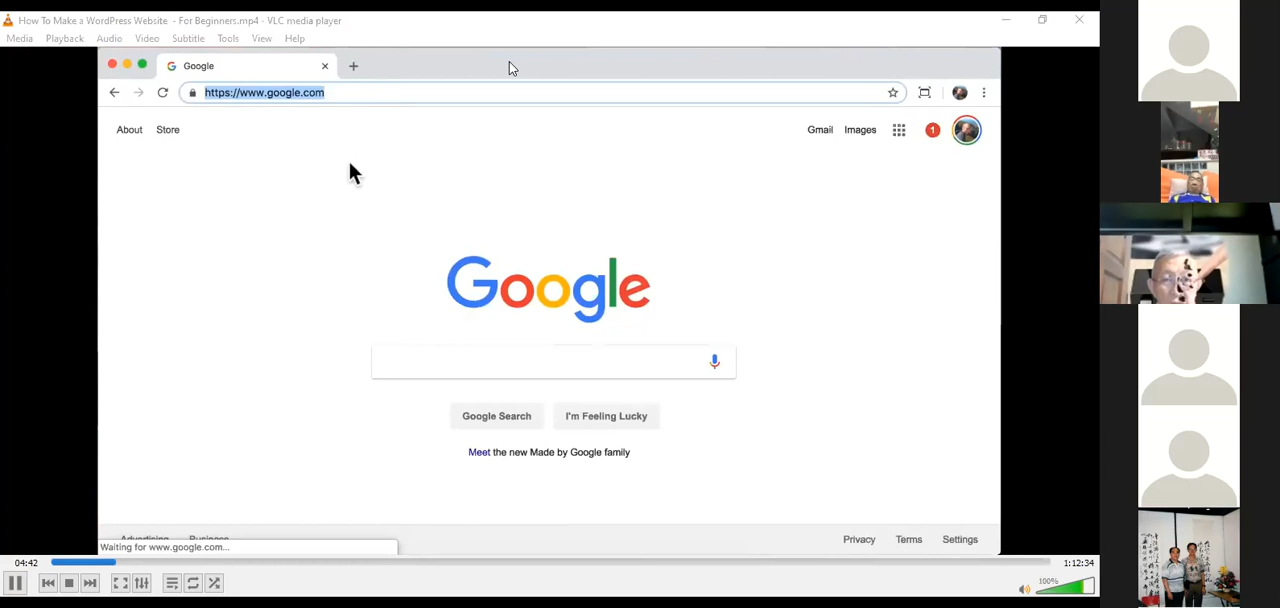 How To Make a WordPress Website - For Beginners.mp4 - VLC media player
Media Playback Audio Video Subtitle Tools View Help
Google
https://www.google.com
About Store Gmail Images 1
Google
Google Search I'm Feeling Lucky
Meet the new Made by Google family
Advertising Business Privacy Terms Settings
Waiting for www.google.com...
04:42 1:12:34
100%